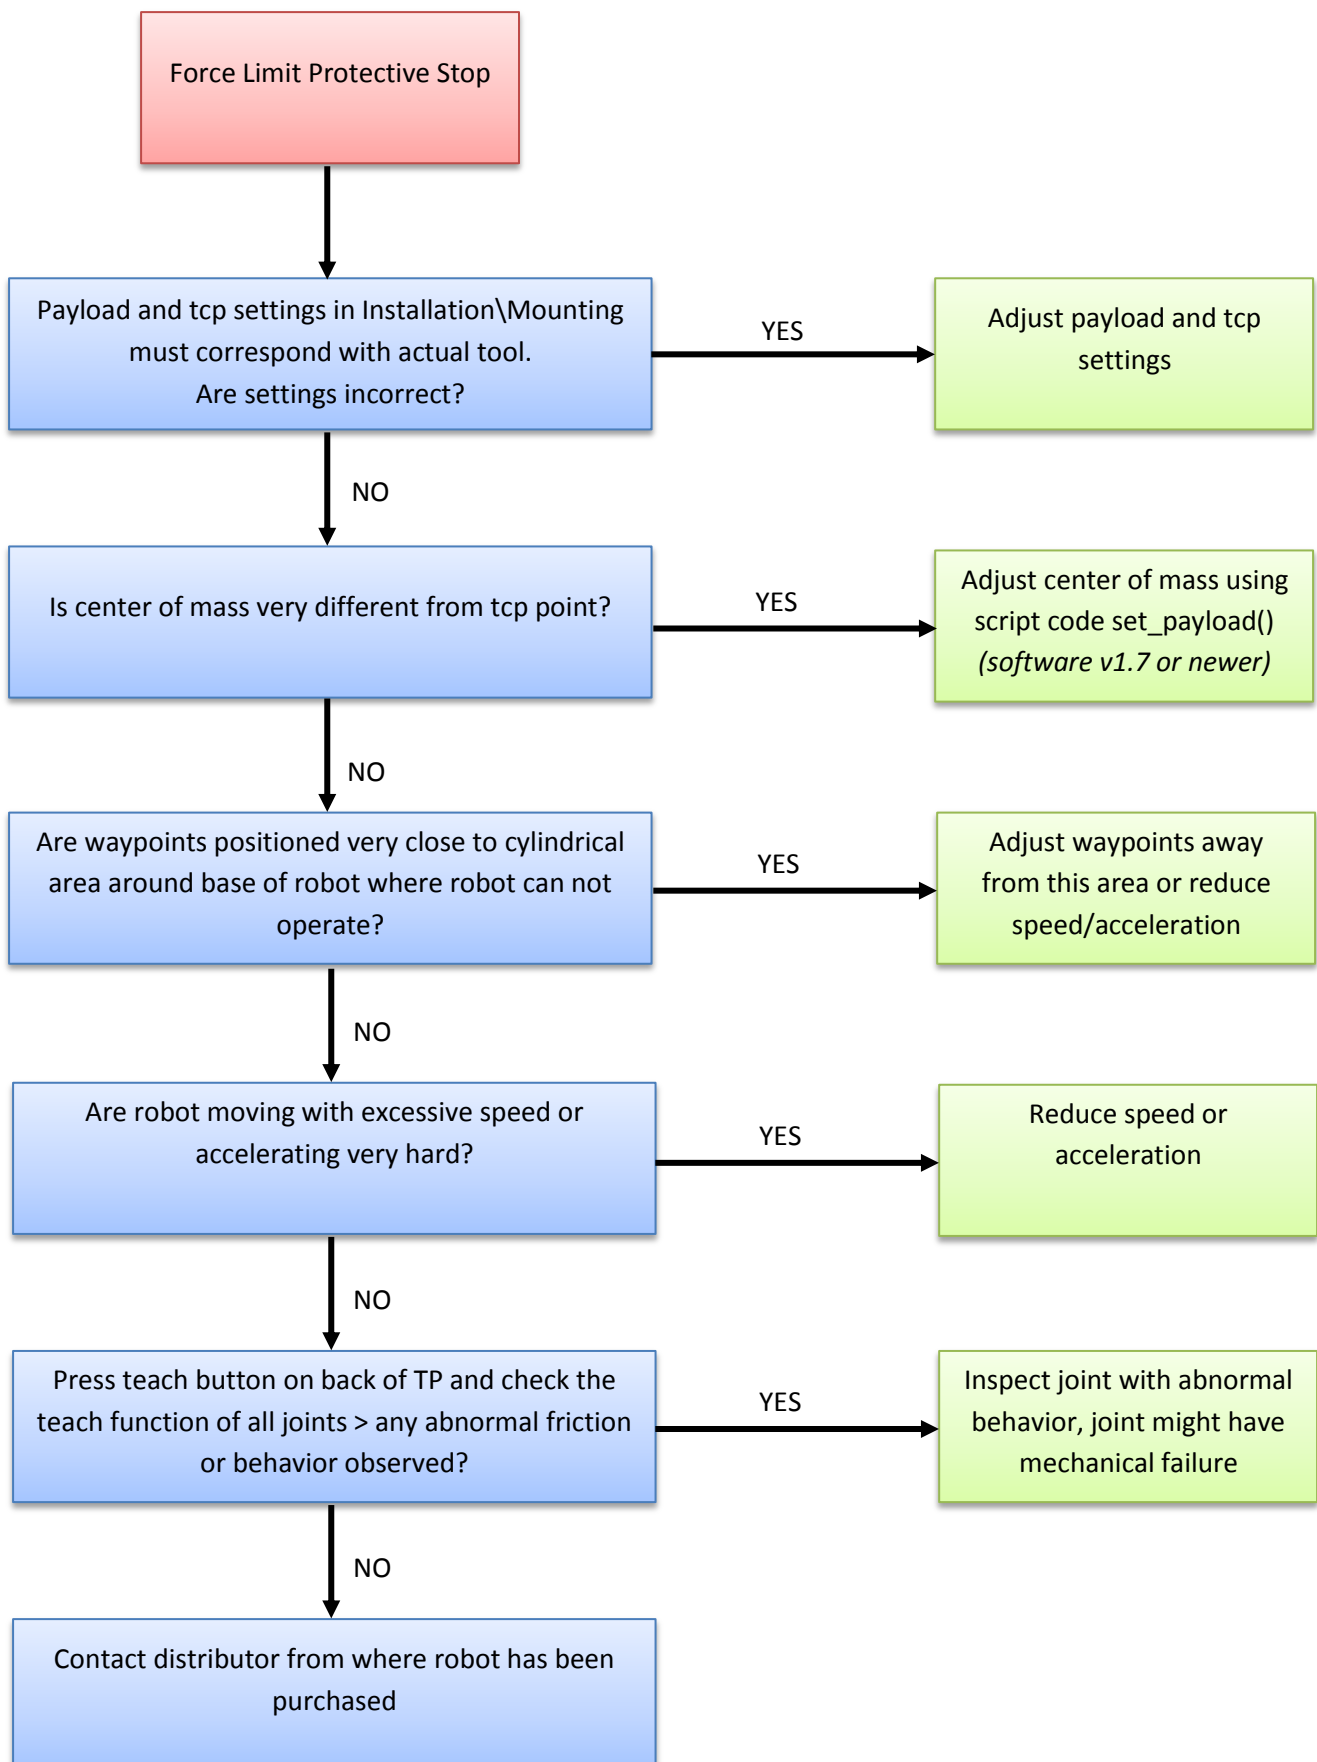 Force Limit Protective Stop
Payload and tcp settings in Installation\Mounting
must correspond with actual tool.
Are settings incorrect?
YES
Adjust payload and tcp
settings
NO
Is center of mass very different from tcp point?
YES
Adjust center of mass using
script code set_payload()
(software v1.7 or newer)
NO
Are waypoints positioned very close to cylindrical
area around base of robot where robot can not
operate?
YES
Adjust waypoints away
from this area or reduce
speed/acceleration
NO
Are robot moving with excessive speed or
accelerating very hard?
YES
Reduce speed or
acceleration
NO
Press teach button on back of TP and check the
teach function of all joints > any abnormal friction
or behavior observed?
YES
Inspect joint with abnormal
behavior, joint might have
mechanical failure
NO
Contact distributor from where robot has been
purchased